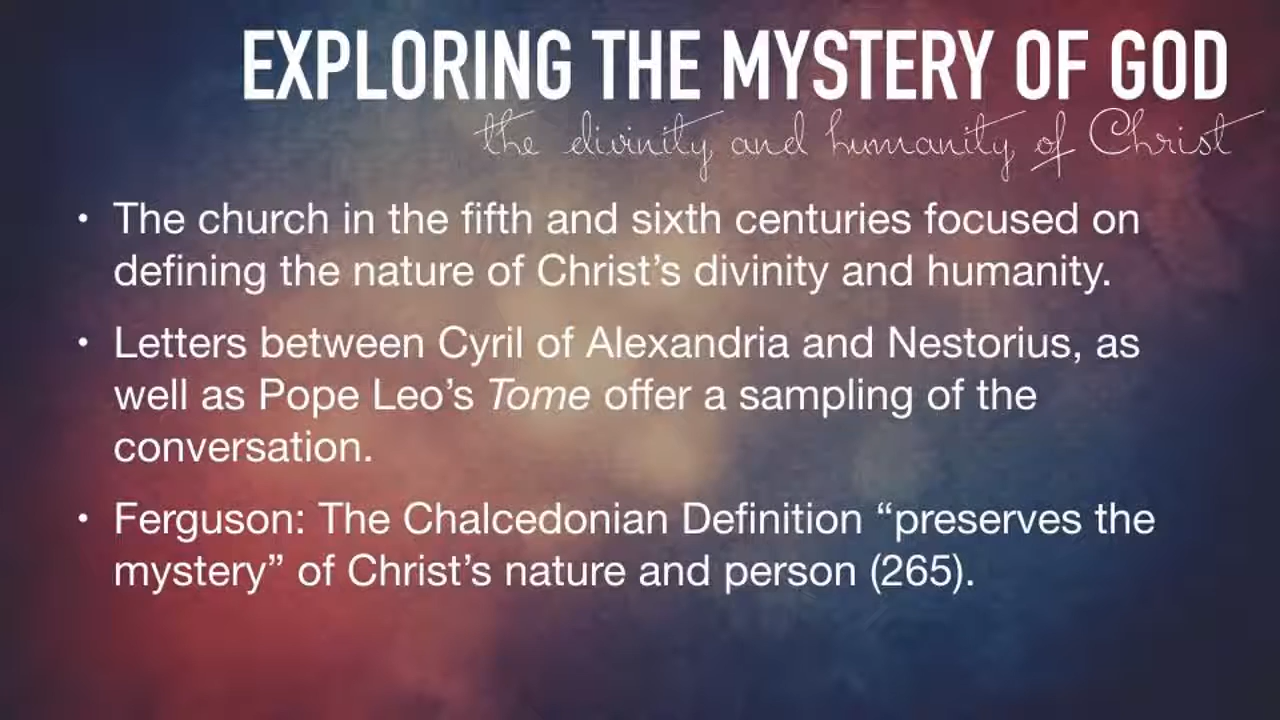 EXPLORING THE MYSTERY OF GOD
the divinity and humanity of Christ
• The church in the fifth and sixth centuries focused on
defining the nature of Christ’s divinity and humanity.
• Letters between Cyril of Alexandria and Nestorius, as
well as Pope Leo’s Tome offer a sampling of the
conversation.
• Ferguson: The Chalcedonian Definition “preserves the
mystery” of Christ’s nature and person (265).